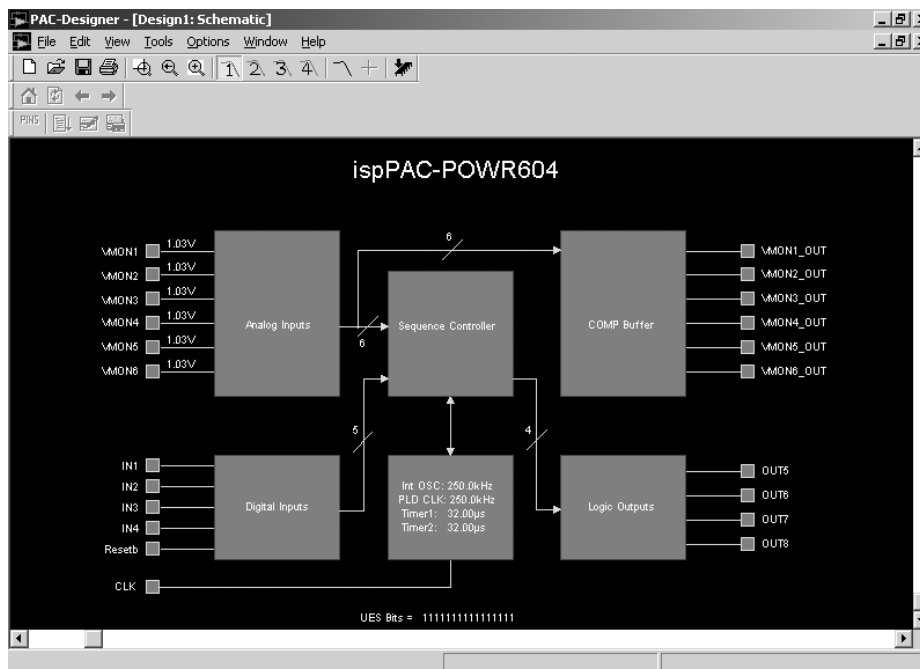 PAC-Designer - [Design1: Schematic]
File Edit View Tools Options Window Help
1 2 3 4
PINS
ispPAC-POWR604
VMON1 1.03V
VMON2 1.03V
VMON3 1.03V
VMON4 1.03V
VMON5 1.03V
VMON6 1.03V
Analog Inputs
6
6
Sequence Controller
COMP Buffer
VMON1_OUT
VMON2_OUT
VMON3_OUT
VMON4_OUT
VMON5_OUT
VMON6_OUT
IN1
IN2
IN3
IN4
Resetb
CLK
Digital Inputs
5
4
Int OSC: 250.0kHz
PLD CLK: 250.0kHz
Timer1: 32.00µs
Timer2: 32.00µs
Logic Outputs
OUT5
OUT6
OUT7
OUT8
UES Bits = 1111111111111111